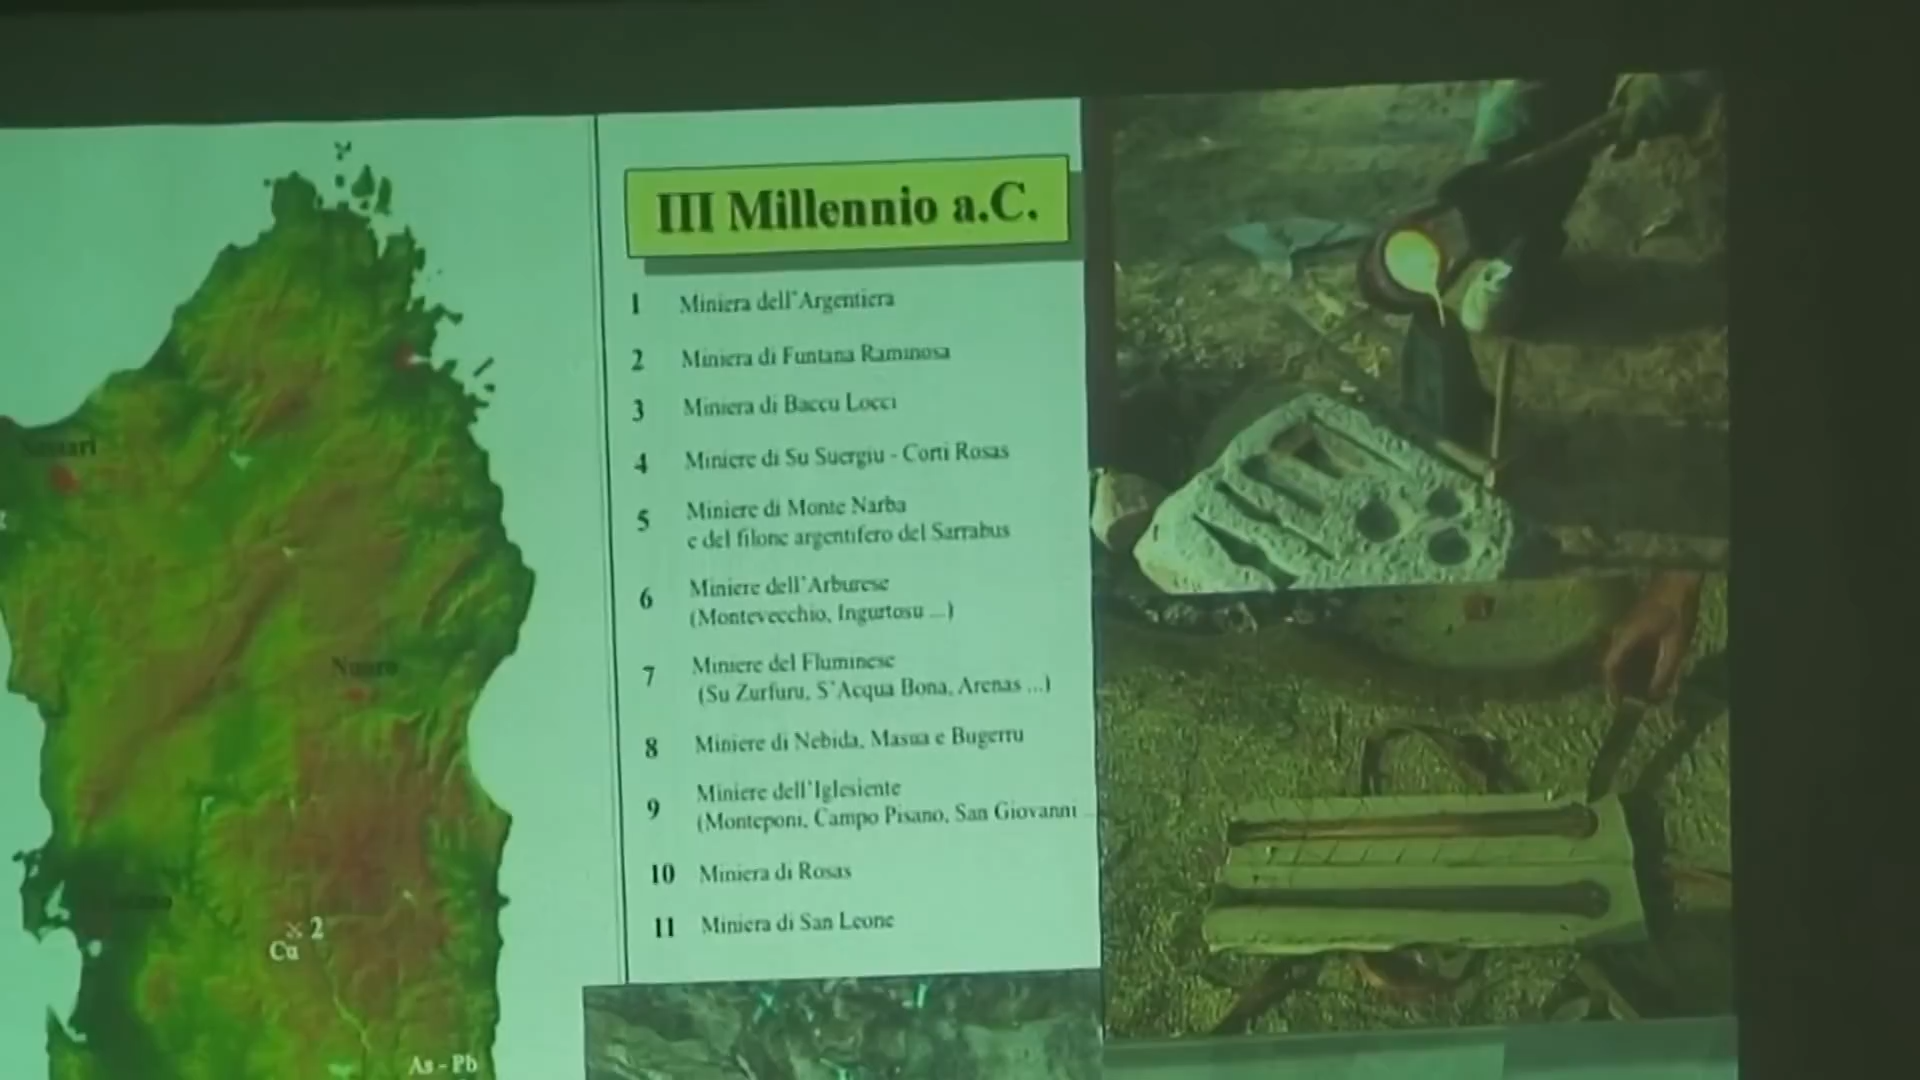 III Millennio a.C.
1 Miniera dell'Argentiera
2 Miniera di Funtana Raminosa
3 Miniera di Baccu Locci
4 Miniere di Su Suergiu - Corti Rosas
5 Miniere di Monte Narba
e del filone argentifero del Sarrabus
6 Miniere dell'Arburese
(Montevecchio, Ingurtosu ...)
7 Miniere del Fluminese
(Su Zurfuru, S'Acqua Bona, Arenas ...)
8 Miniere di Nebida, Masua e Bugerru
9 Miniere dell'Iglesiente
(Monteponi, Campo Pisano, San Giovanni
10 Miniera di Rosas
11 Miniera di San Leone
Sassari
Nuoro
2
Cu
As - Pb